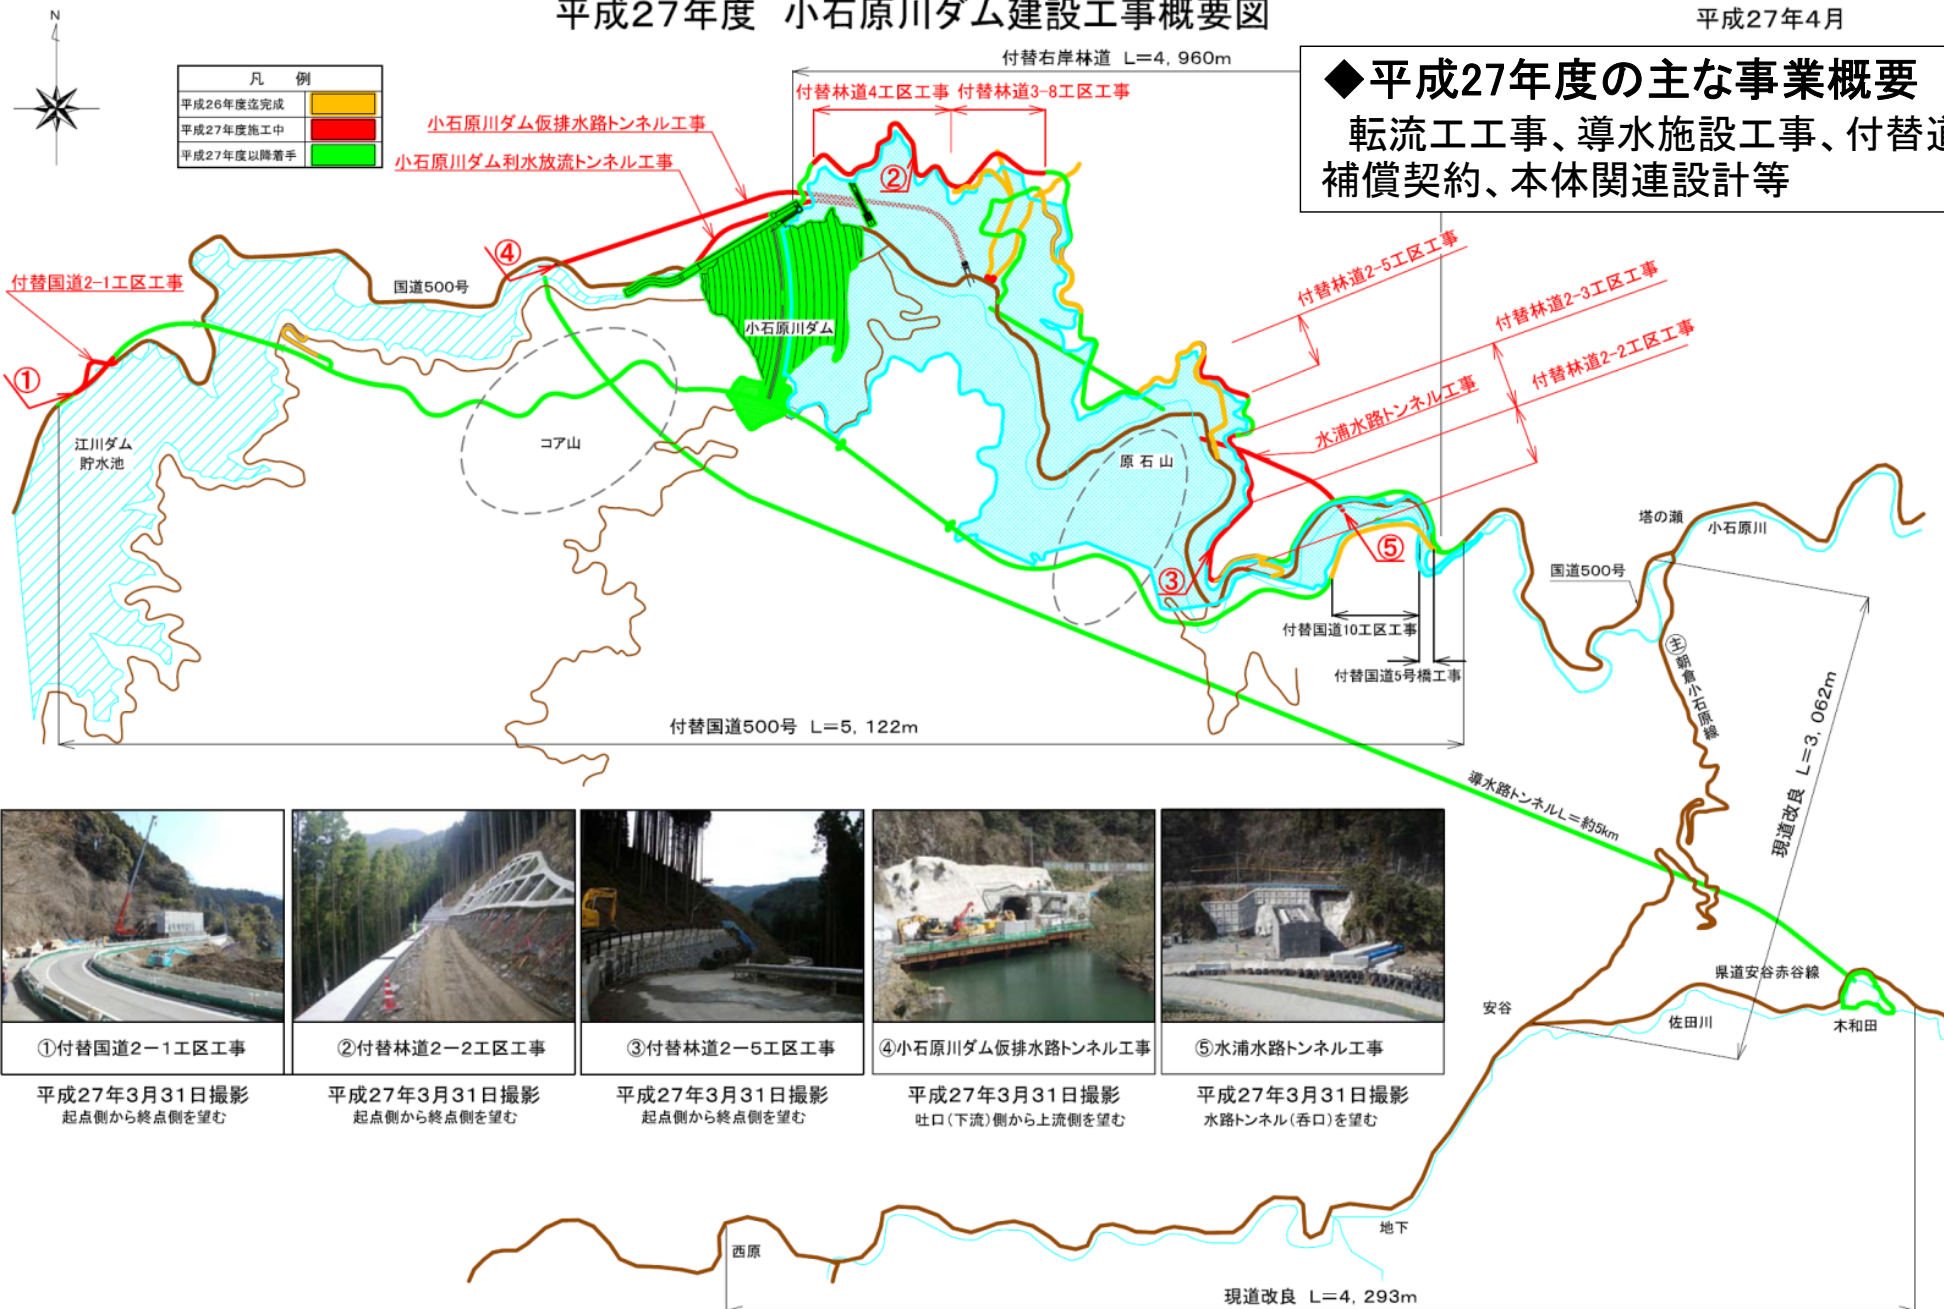 平成27年度 小石原川ダム建設工事概要図
平成27年4月
N
凡 例
平成26年度迄完成
平成27年度施工中
平成27年度以降着手
付替右岸林道 L=4,960m
◆平成27年度の主な事業概要
転流工工事、導水施設工事、付替道
補償契約、本体関連設計等
付替林道4工区工事
付替林道3-8工区工事
小石原川ダム仮排水路トンネル工事
小石原川ダム利水放流トンネル工事
②
④
付替国道2-1工区工事
国道500号
付替林道2-5工区工事
付替林道2-3工区工事
付替林道2-2工区工事
小石原川ダム
①
水浦水路トンネル工事
江川ダム
貯水池
コア山
原石山
塔の瀬
小石原川
⑤
③
国道500号
付替国道10工区工事
主 朝倉小石原線
付替国道5号橋工事
現道改良 L=3,062m
付替国道500号 L=5,122m
導水路トンネルL=約5km
県道安谷赤谷線
安谷
佐田川
木和田
①付替国道2-1工区工事
平成27年3月31日撮影
起点側から終点側を望む
②付替林道2-2工区工事
平成27年3月31日撮影
起点側から終点側を望む
③付替林道2-5工区工事
平成27年3月31日撮影
起点側から終点側を望む
④小石原川ダム仮排水路トンネル工事
平成27年3月31日撮影
吐口(下流)側から上流側を望む
⑤水浦水路トンネル工事
平成27年3月31日撮影
水路トンネル(呑口)を望む
地下
西原
現道改良 L=4,293m